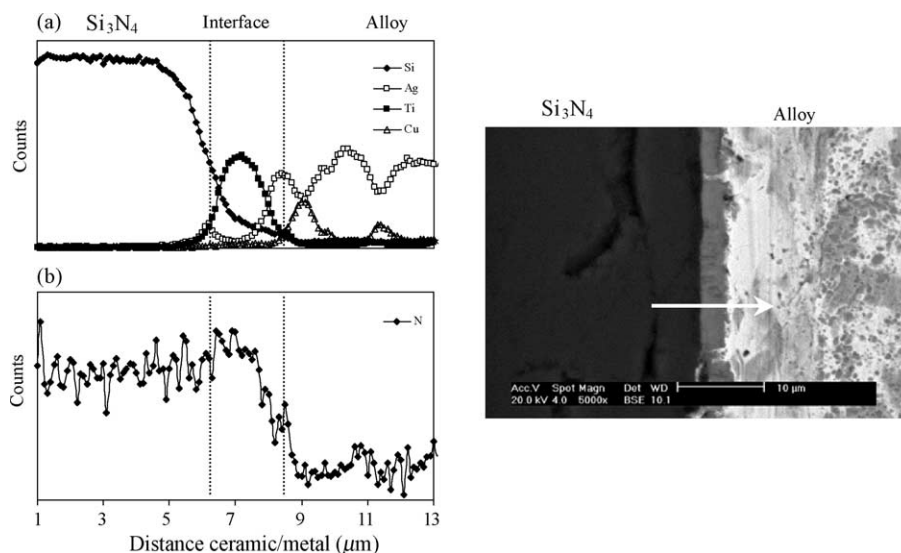 (a)
Si₃N₄
Interface
Alloy
Si
Ag
Ti
Cu
Counts
(b)
N
Counts
1 3 5 7 9 11 13
Distance ceramic/metal (μm)
Si₃N₄
Alloy
Acc.V Spot Magn Det WD 10 μm
20.0 kV 4.0 5000x BSE 10.1